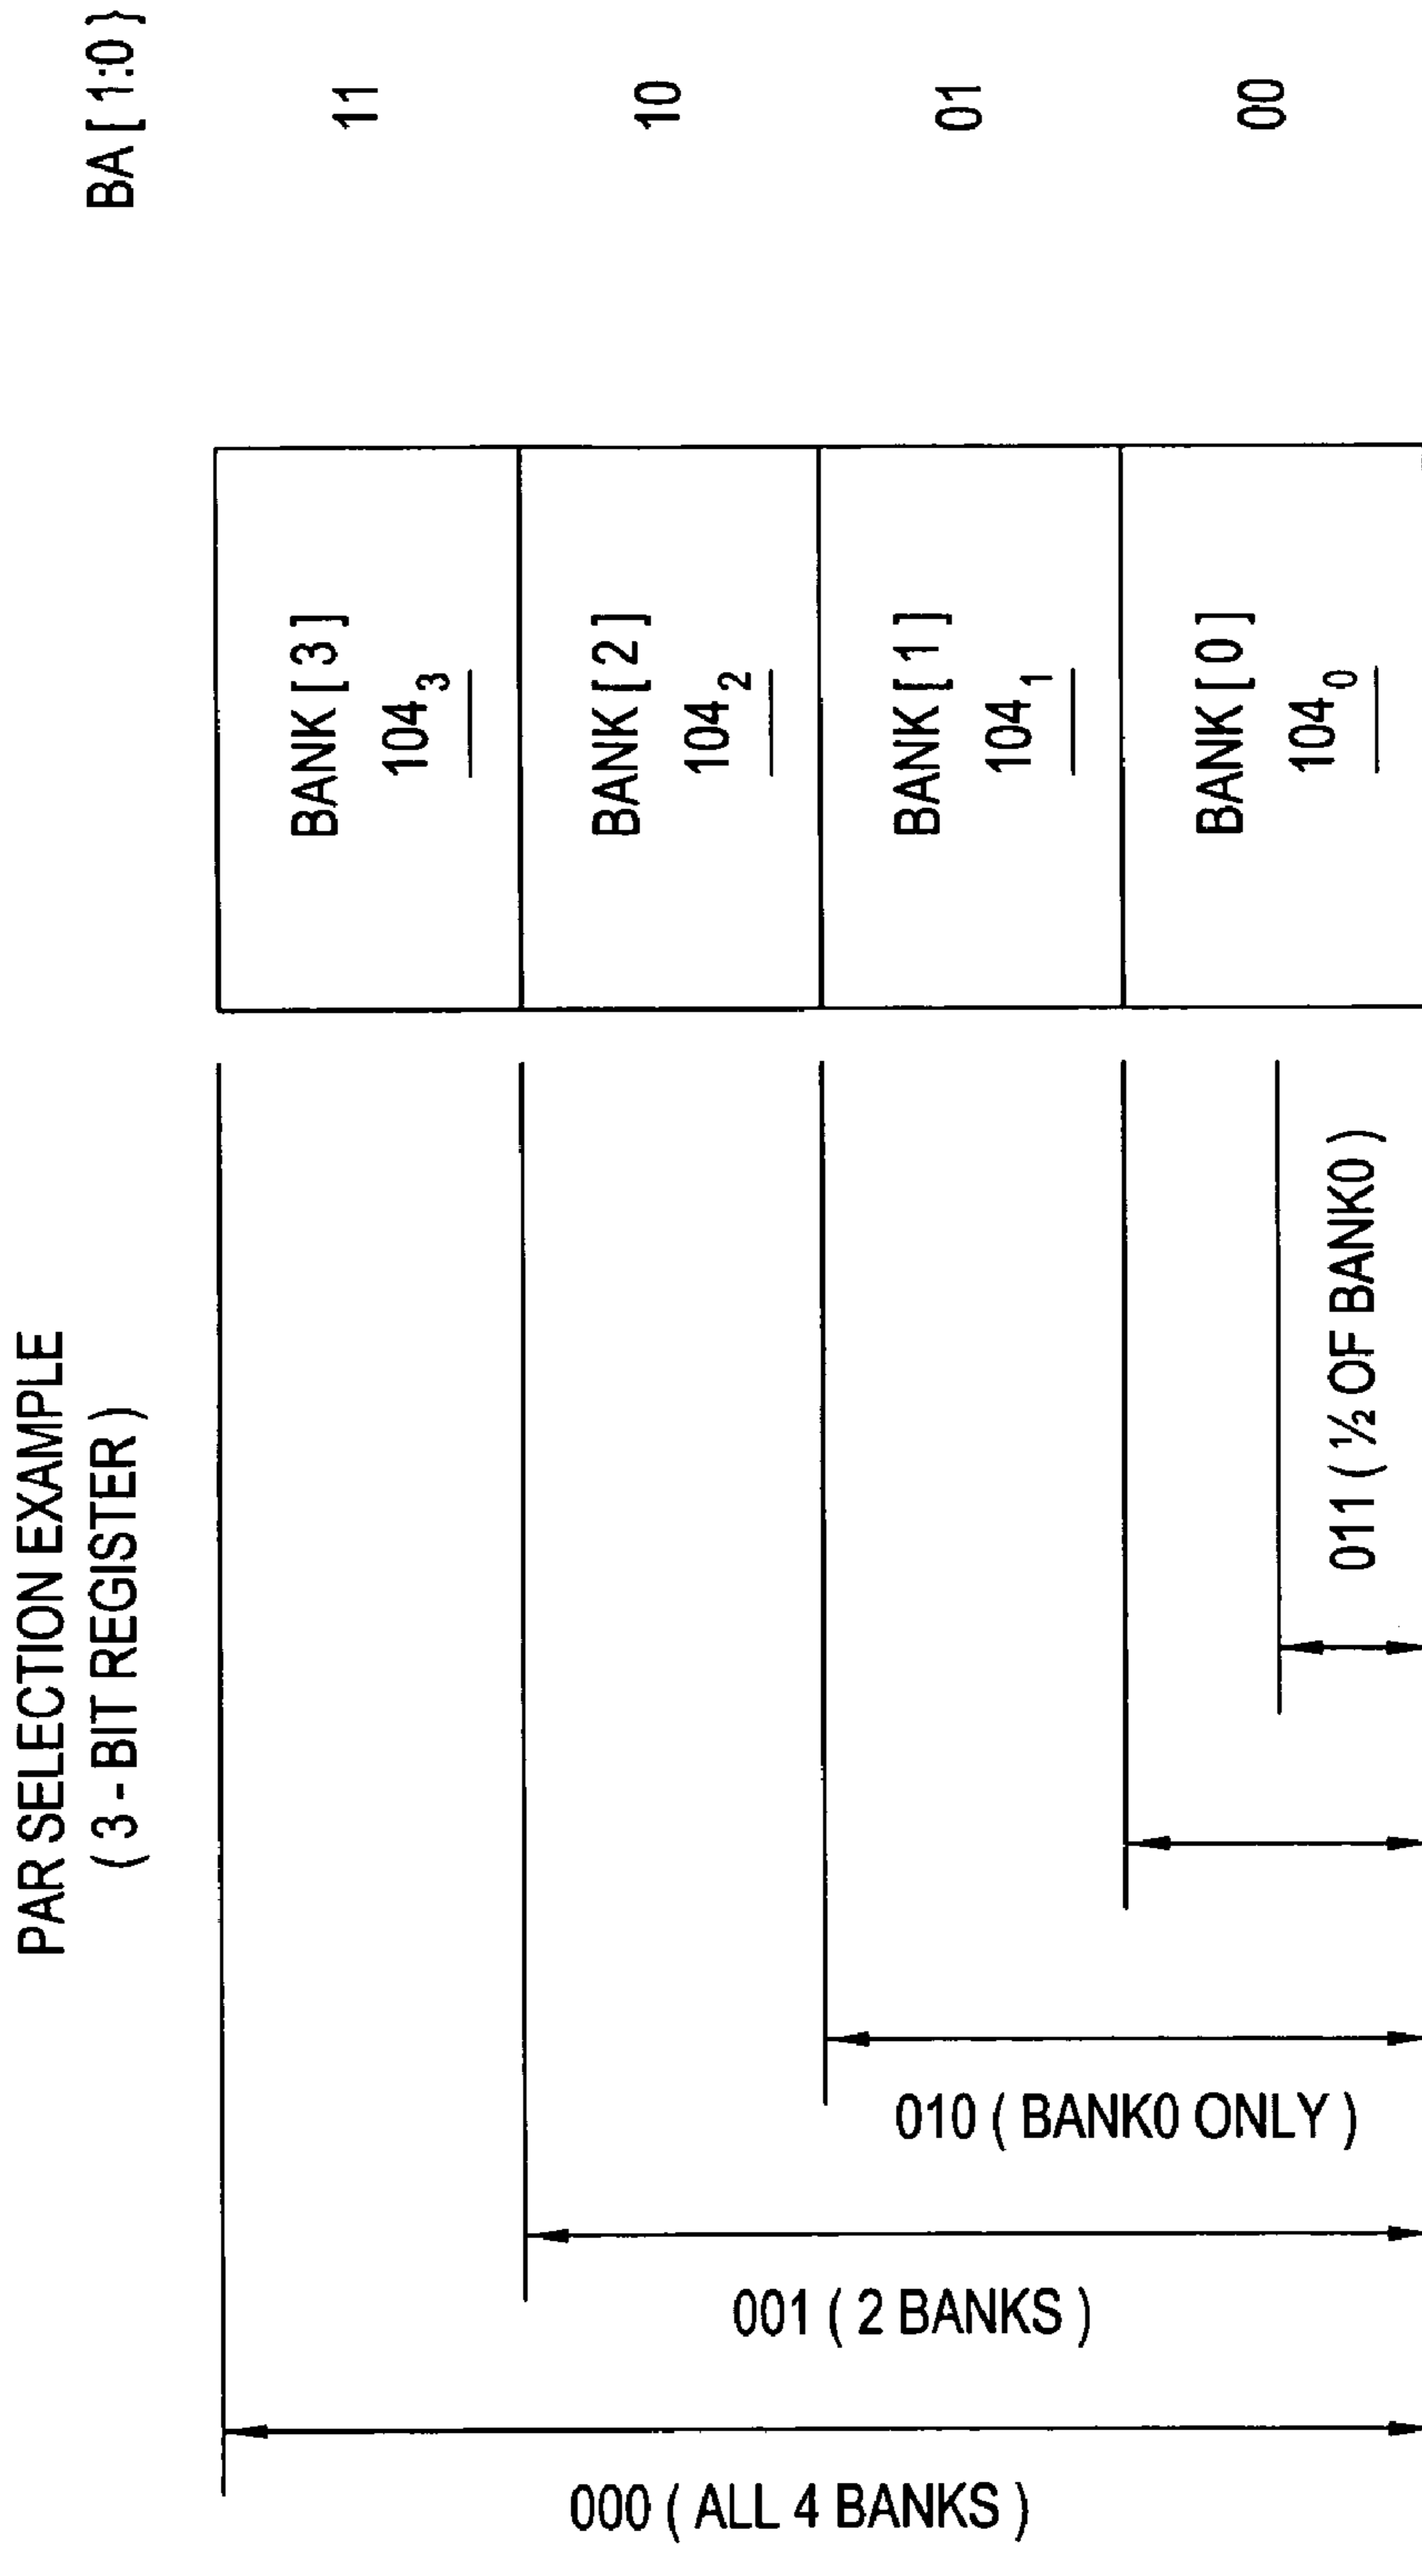 PAR SELECTION EXAMPLE
( 3 - BIT REGISTER )
BA [ 1:0 }
BANK [ 3 ]
104 3
11
BANK [ 2 ]
104 2
10
BANK [ 1 ]
104 1
01
BANK [ 0 ]
104 0
00
000 ( ALL 4 BANKS )
001 ( 2 BANKS )
010 ( BANK0 ONLY )
011 ( ½ OF BANK0 )